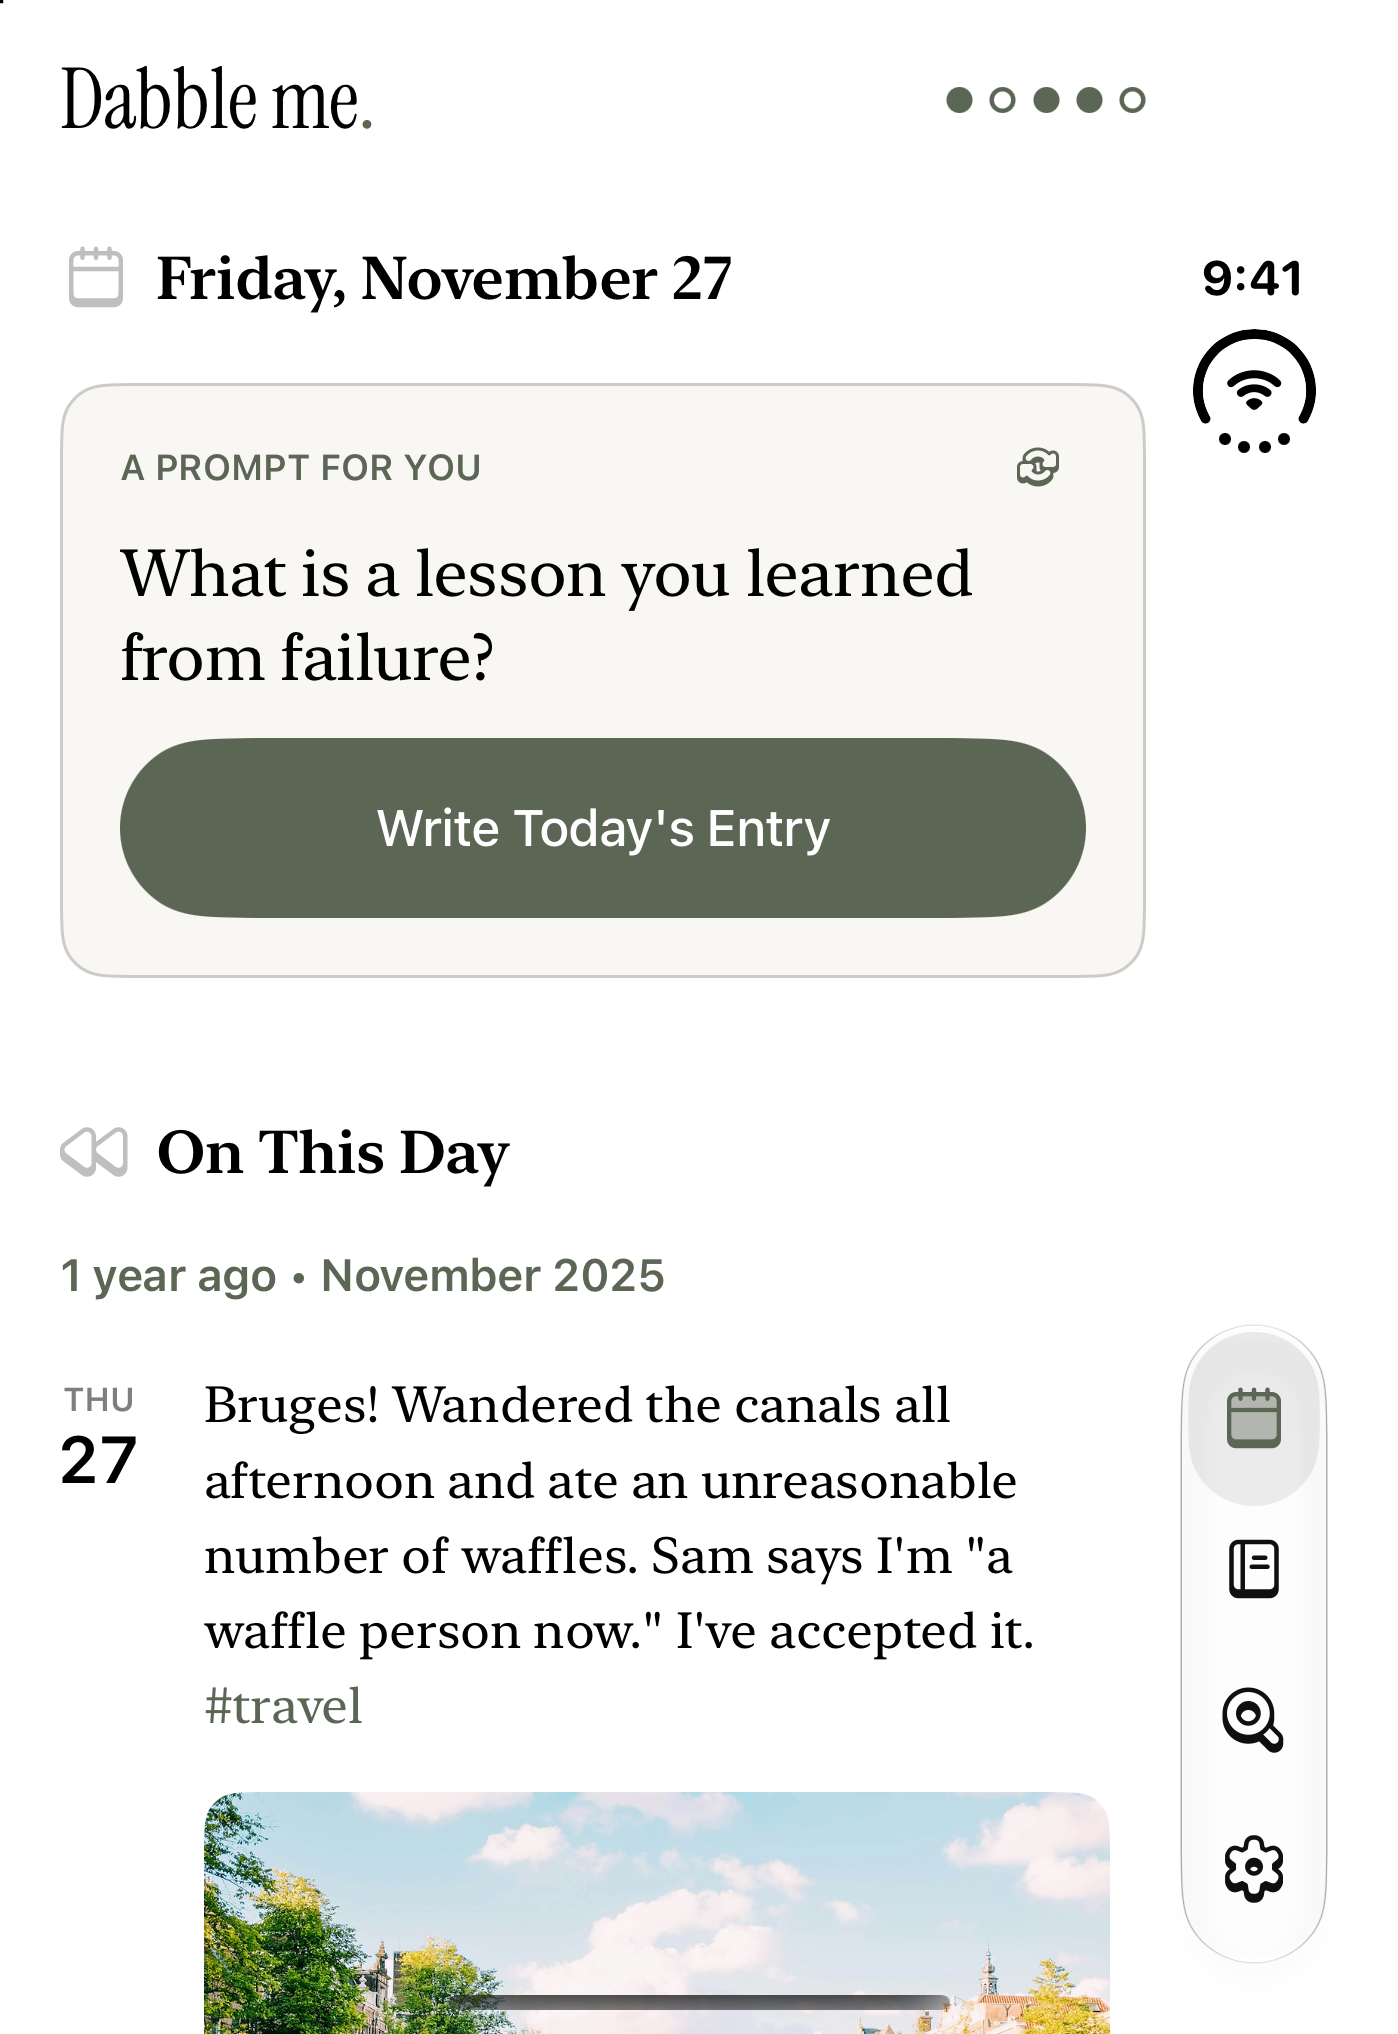 Dabble me.
Friday, November 27
9:41
A PROMPT FOR YOU
What is a lesson you learned
from failure?
Write Today's Entry
On This Day
1 year ago • November 2025
THU
27
Bruges! Wandered the canals all
afternoon and ate an unreasonable
number of waffles. Sam says I'm "a
waffle person now." I've accepted it.
#travel